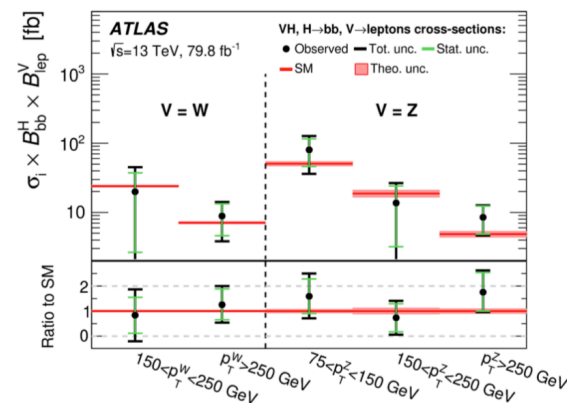 ATLAS
√s=13 TeV, 79.8 fb⁻¹
VH, H→bb, V→leptons cross-sections:
Observed Tot. unc. Stat. unc.
SM Theo. unc.
V = W V = Z
σᵢ × B^H_bb × B^V_lep [fb]
10³
10²
10
Ratio to SM
2
1
0
150<p_T^W<250 GeV
p_T^W>250 GeV
75<p_T^Z<150 GeV
150<p_T^Z<250 GeV
p_T^Z>250 GeV